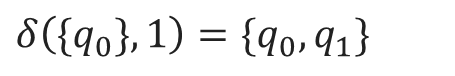 δ({q₀}, 1) = {q₀, q₁}